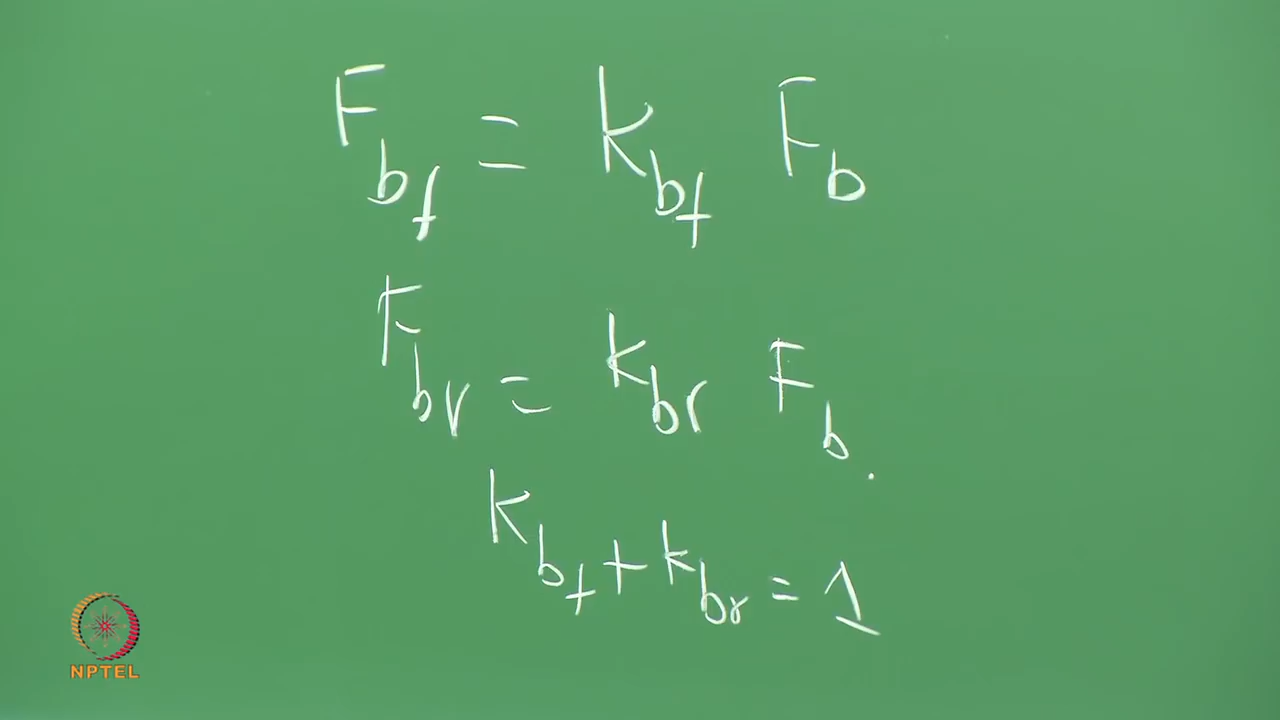 F_bf = k_bf F_b
F_br = k_br F_b.
k_bf + k_br = 1
NPTEL